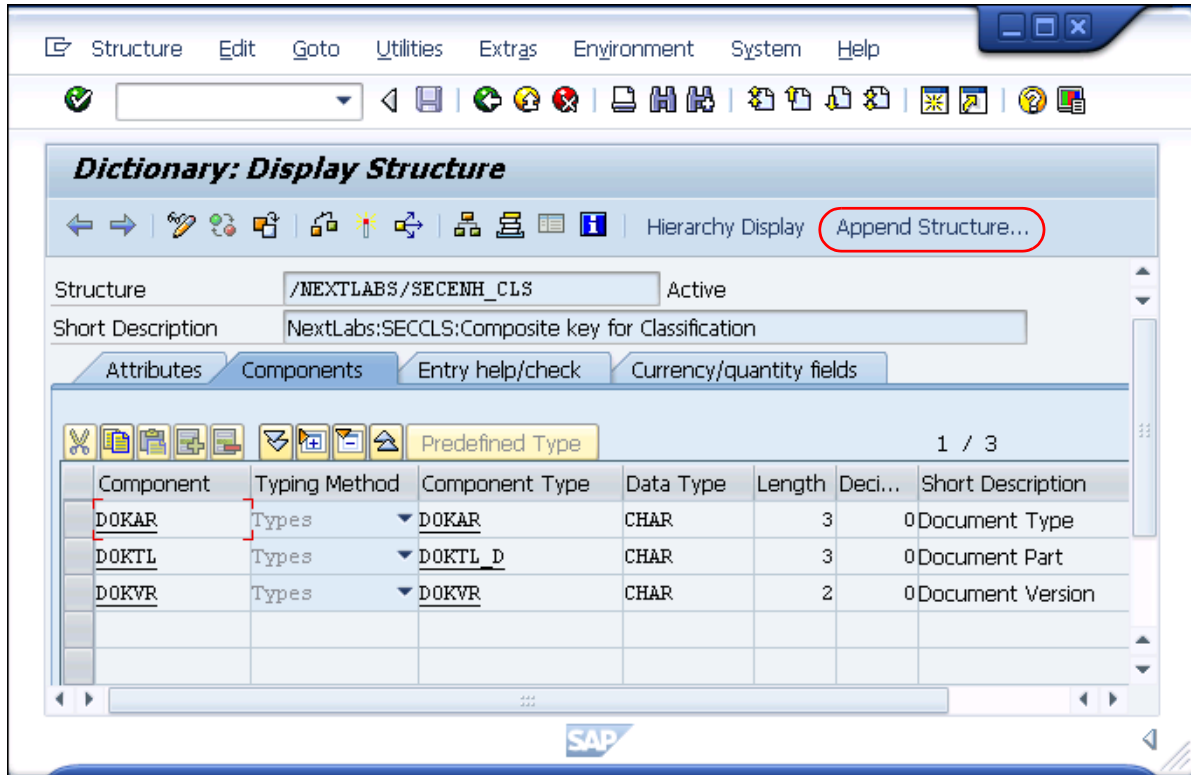 Structure Edit Goto Utilities Extras Environment System Help
Dictionary: Display Structure
Hierarchy Display Append Structure...
Structure /NEXTLABS/SECENH_CLS Active
Short Description NextLabs:SECCLS:Composite key for Classification
Attributes Components Entry help/check Currency/quantity fields
Predefined Type 1 / 3
Component Typing Method Component Type Data Type Length Deci... Short Description
DOKAR Types DOKAR CHAR 3 0 Document Type
DOKTL Types DOKTL_D CHAR 3 0 Document Part
DOKVR Types DOKVR CHAR 2 0 Document Version
SAP